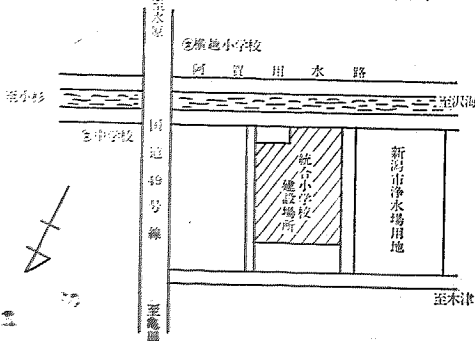 至水原
横越小学校
阿賀用水路
至小杉
至沢海
中学校
国道49号線
統合小学校
建設場所
新潟市浄水場用地
至木津
至亀田